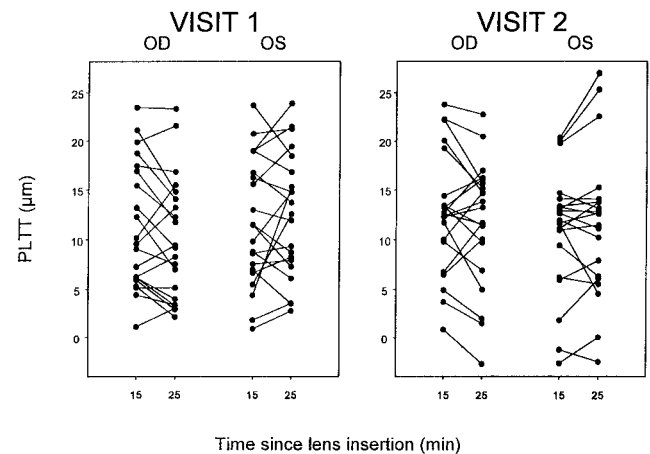 VISIT 1 VISIT 2
OD OS OD OS
25 25
20 20
15 15
10 10
5 5
0 0
PLTT (µm)
15 25 15 25 15 25 15 25
Time since lens insertion (min)